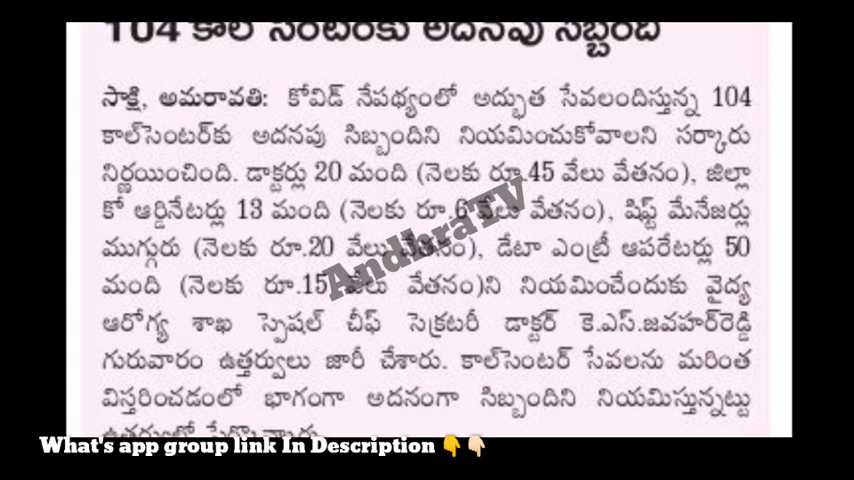 104 కాల్ సెంటర్‌కు అదనపు సిబ్బంది
సాక్షి, అమరావతి: కోవిడ్ నేపథ్యంలో అద్భుత సేవలందిస్తున్న 104
కాల్‌సెంటర్‌కు అదనపు సిబ్బందిని నియమించుకోవాలని సర్కారు
నిర్ణయించింది. డాక్టర్లు 20 మంది (నెలకు రూ.45 వేలు వేతనం), జిల్లా
కో ఆర్డినేటర్లు 13 మంది (నెలకు రూ.6 వేలు వేతనం), షిఫ్ట్ మేనేజర్లు
ముగ్గురు (నెలకు రూ.20 వేలు వేతనం), డేటా ఎంట్రీ ఆపరేటర్లు 50
మంది (నెలకు రూ.15 వేలు వేతనం)ని నియమించేందుకు వైద్య
ఆరోగ్య శాఖ స్పెషల్ చీఫ్ సెక్రటరీ డాక్టర్ కె.ఎస్.జవహర్‌రెడ్డి
గురువారం ఉత్తర్వులు జారీ చేశారు. కాల్‌సెంటర్ సేవలను మరింత
విస్తరించడంలో భాగంగా అదనంగా సిబ్బందిని నియమిస్తున్నట్టు
AndhraTV
What's app group link In Description 👇👇🏻